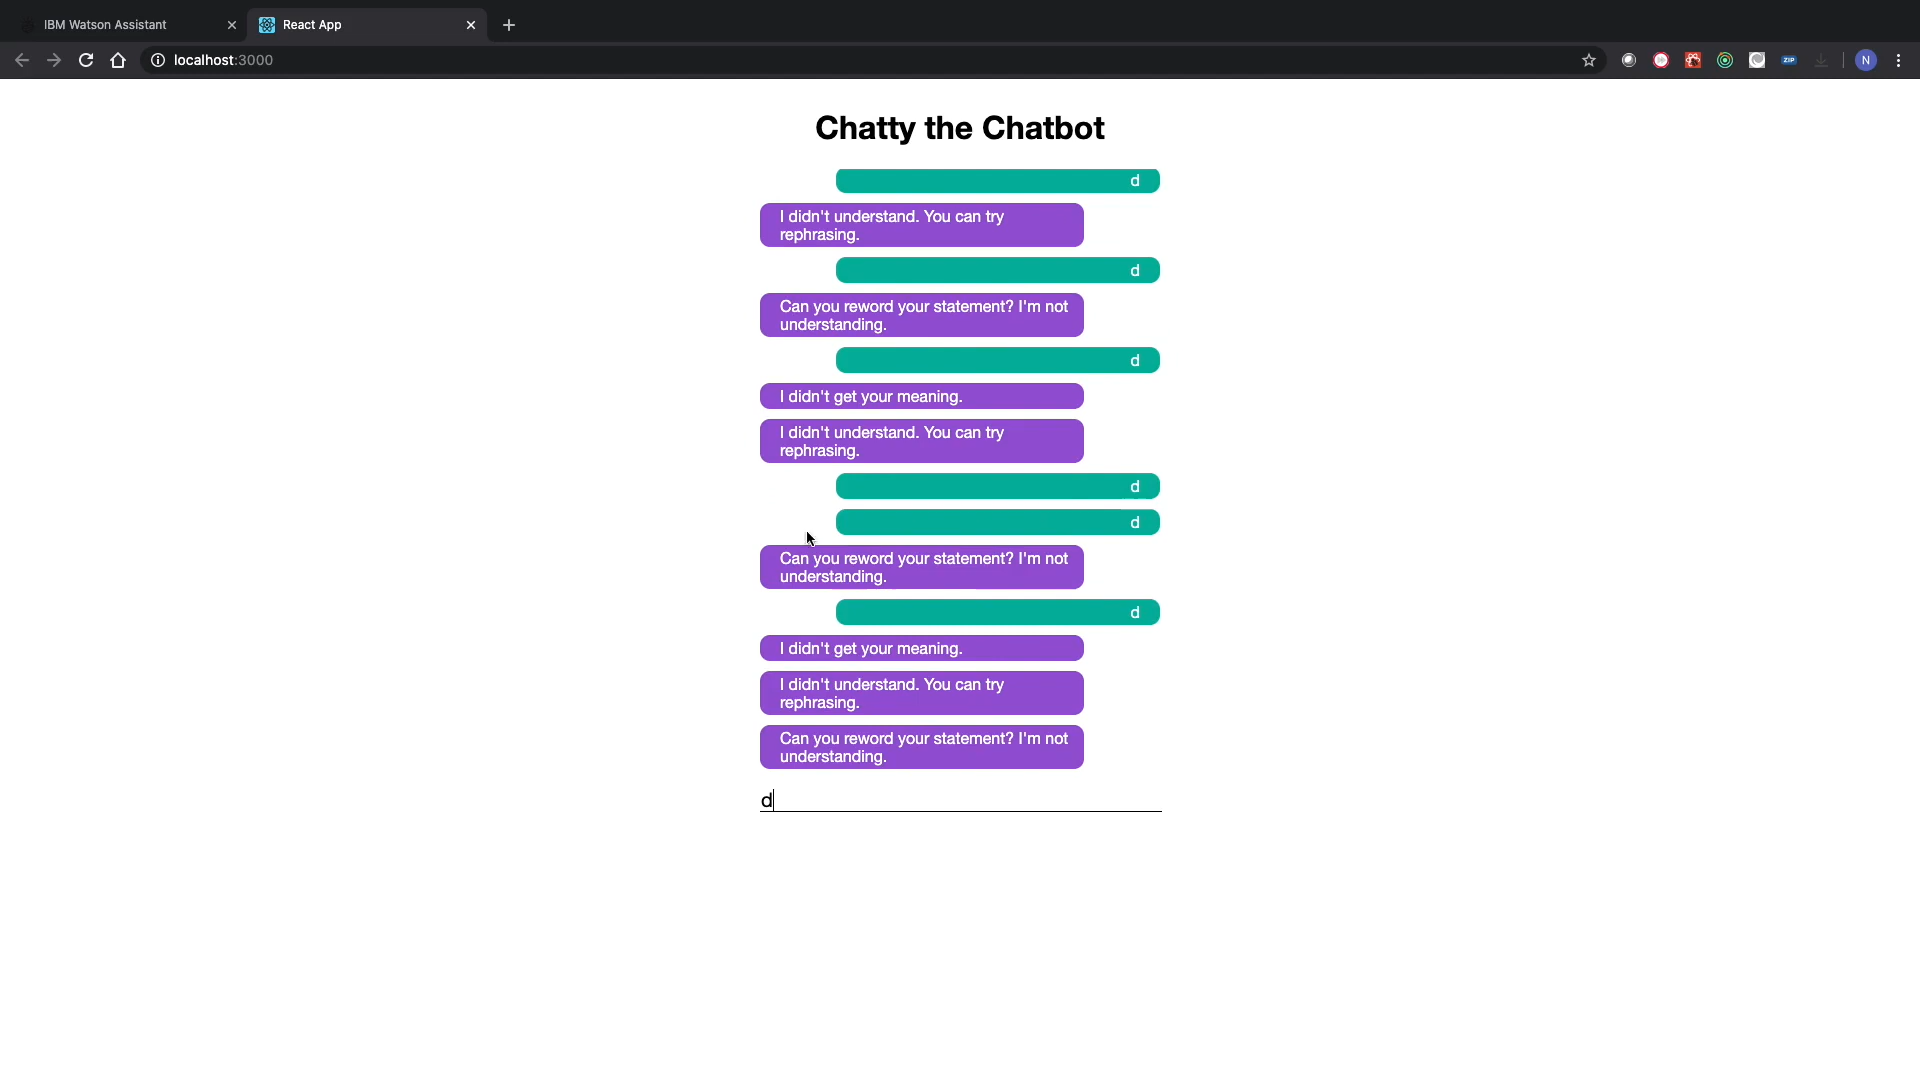 IBM Watson Assistant
React App
localhost:3000
ZIP
N
Chatty the Chatbot
d
I didn't understand. You can try
rephrasing.
d
Can you reword your statement? I'm not
understanding.
d
I didn't get your meaning.
I didn't understand. You can try
rephrasing.
d
d
Can you reword your statement? I'm not
understanding.
d
I didn't get your meaning.
I didn't understand. You can try
rephrasing.
Can you reword your statement? I'm not
understanding.
d